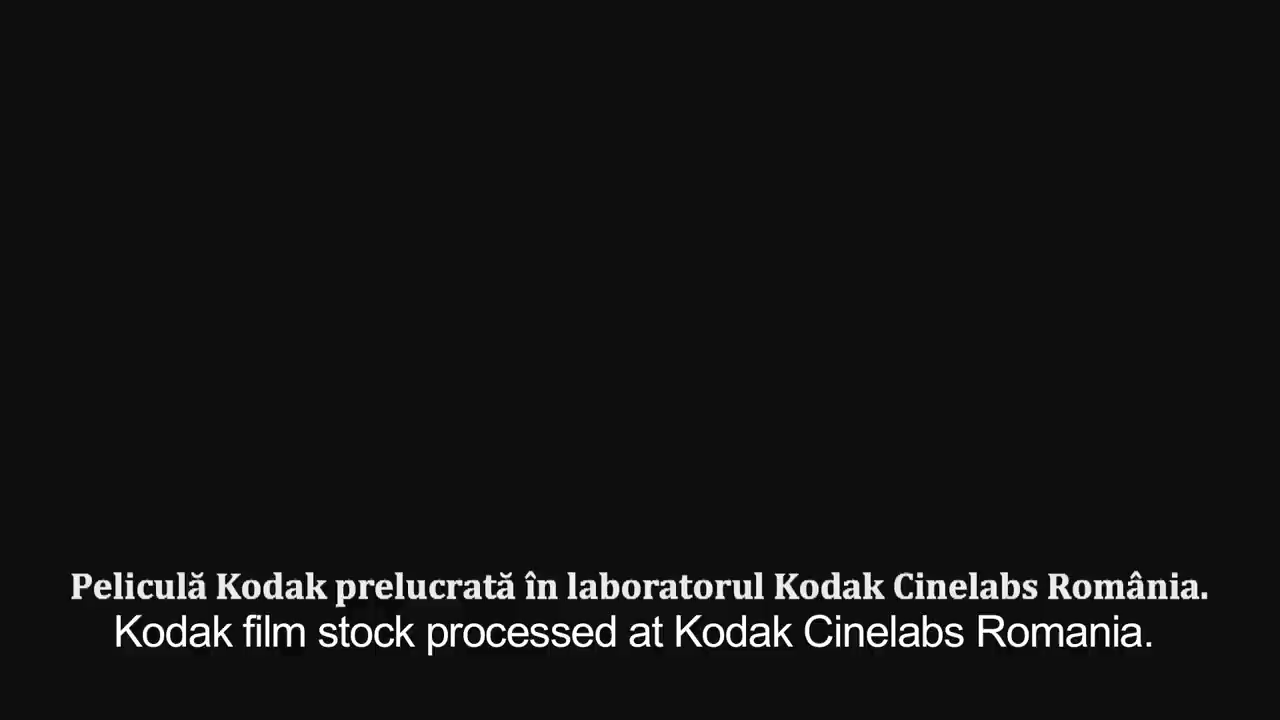 Peliculă Kodak prelucrată în laboratorul Kodak Cinelabs România.
Kodak film stock processed at Kodak Cinelabs Romania.